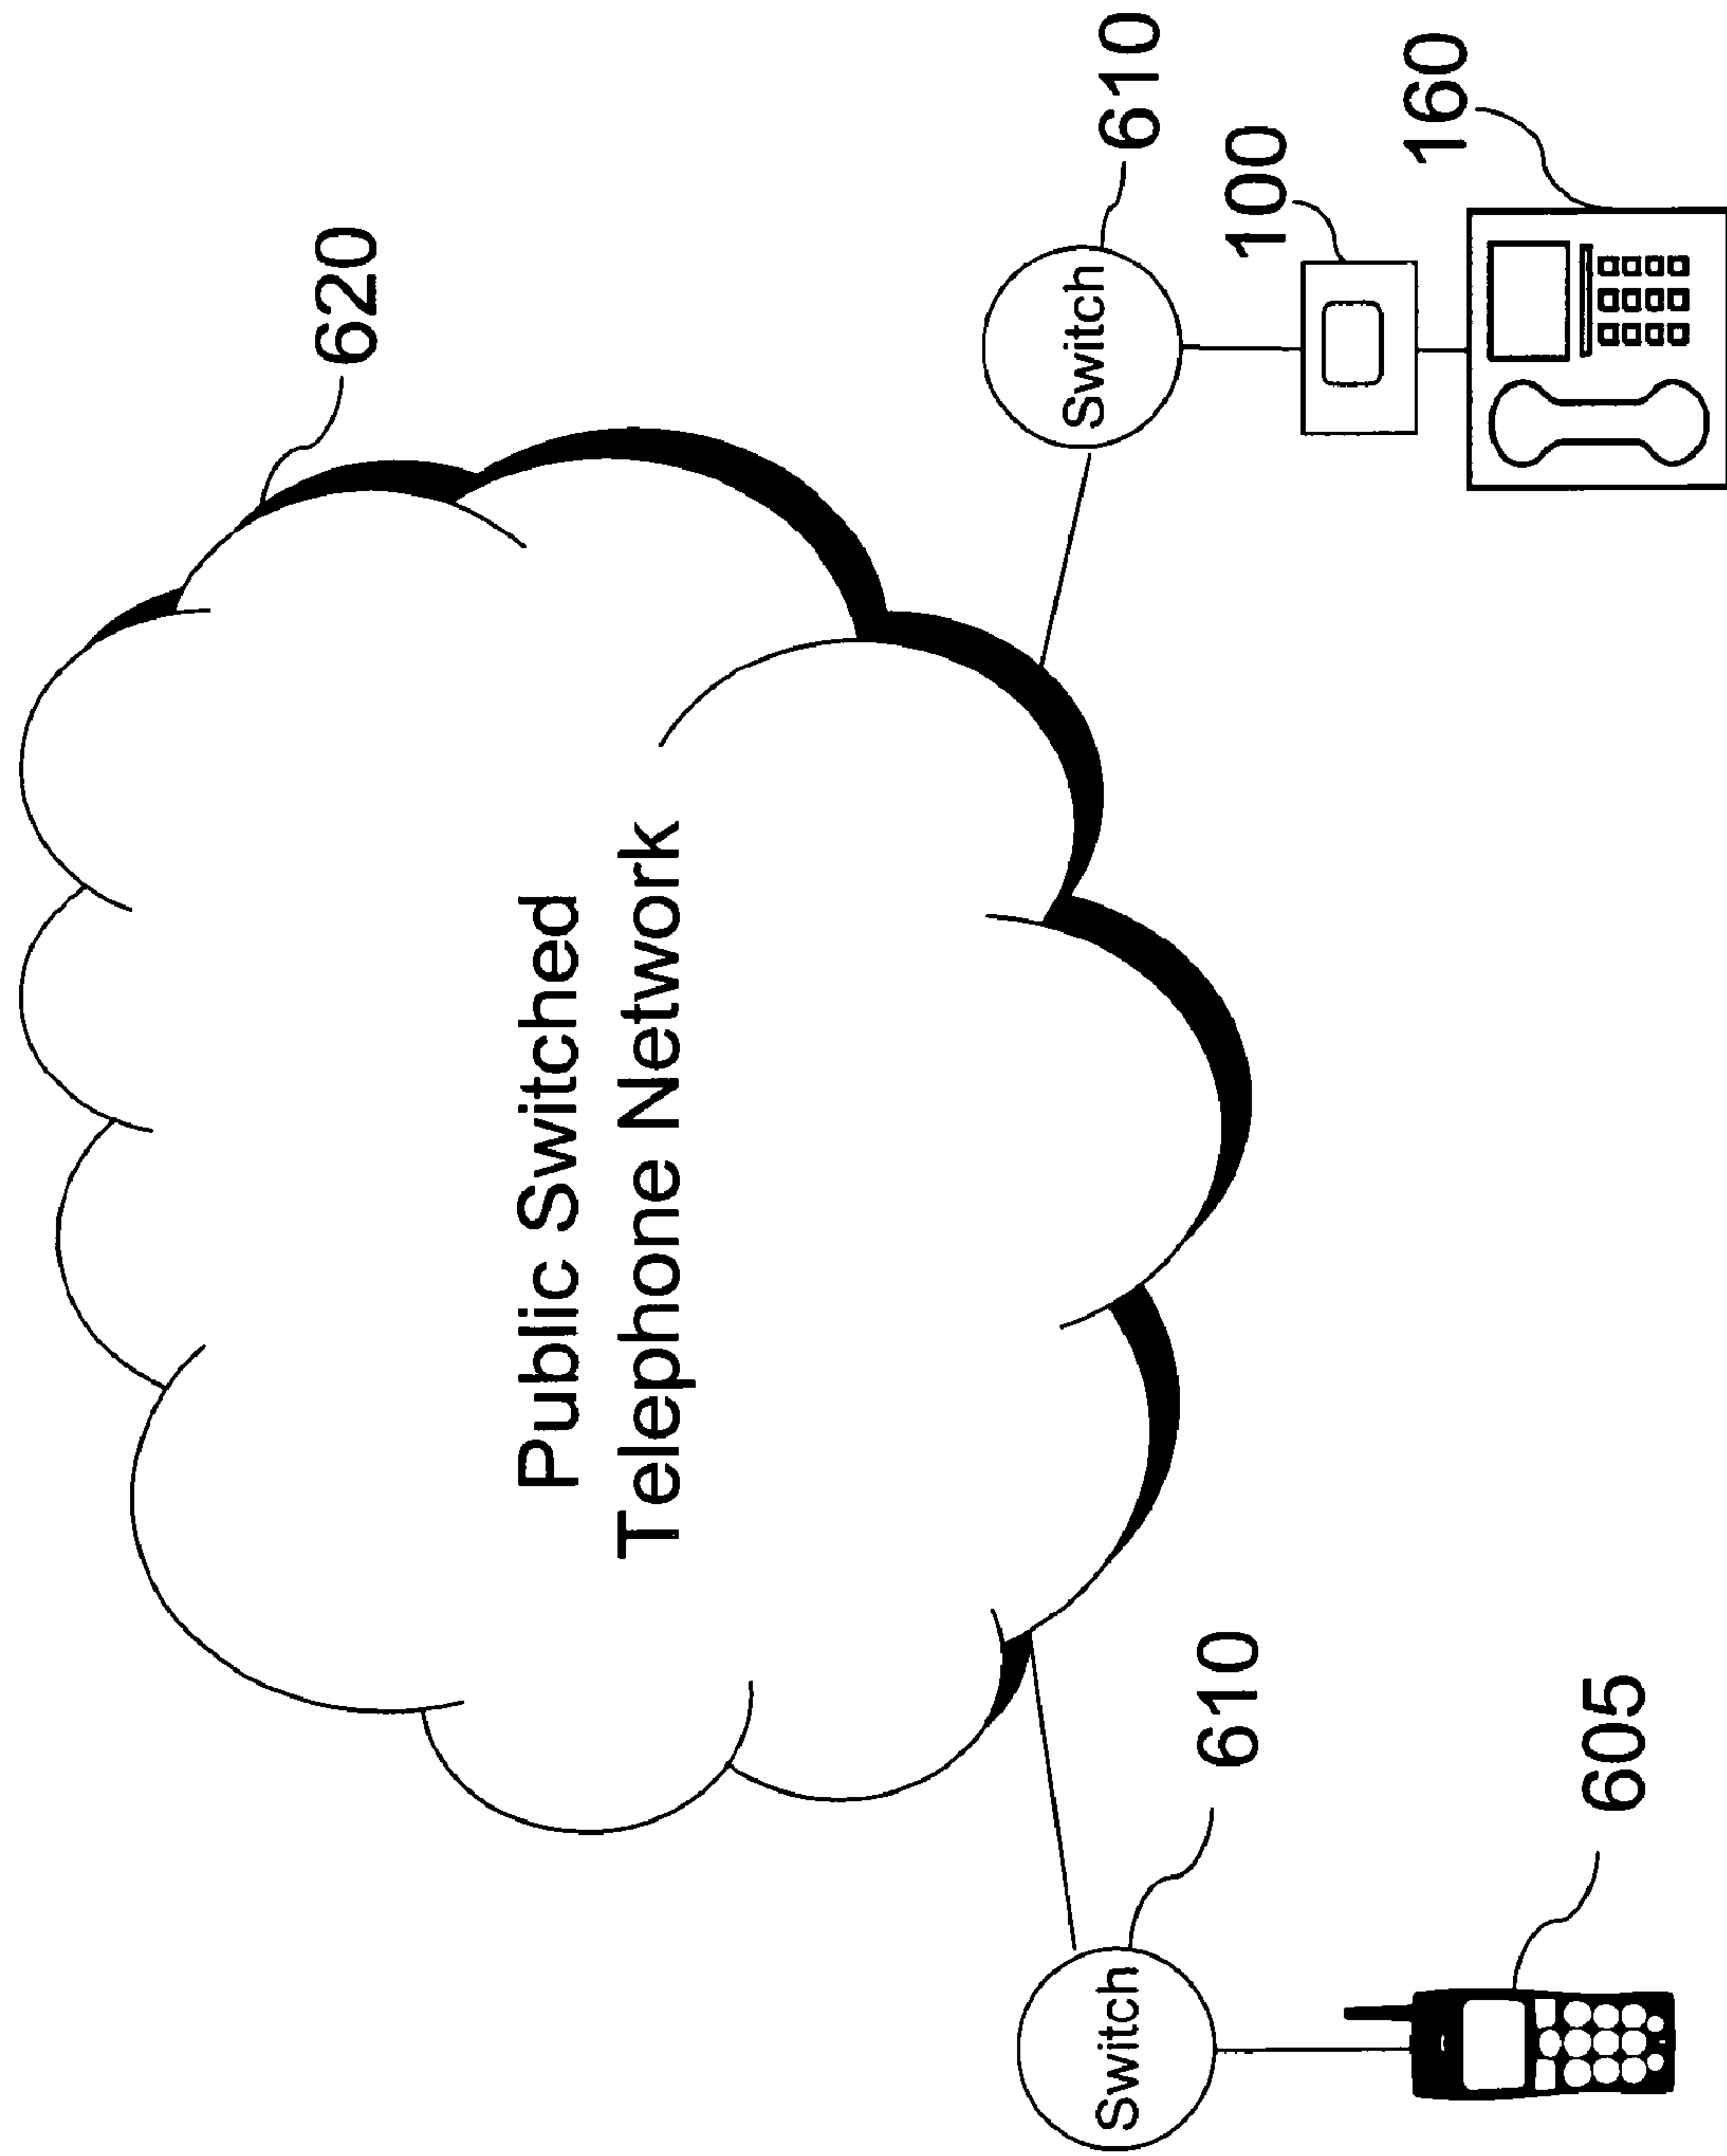 620
Public Switched
Telephone Network
Switch
610
Switch
610
100
160
605